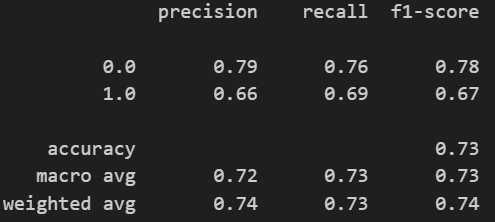 precision recall f1-score
0.0 0.79 0.76 0.78
1.0 0.66 0.69 0.67
accuracy 0.73
macro avg 0.72 0.73 0.73
weighted avg 0.74 0.73 0.74